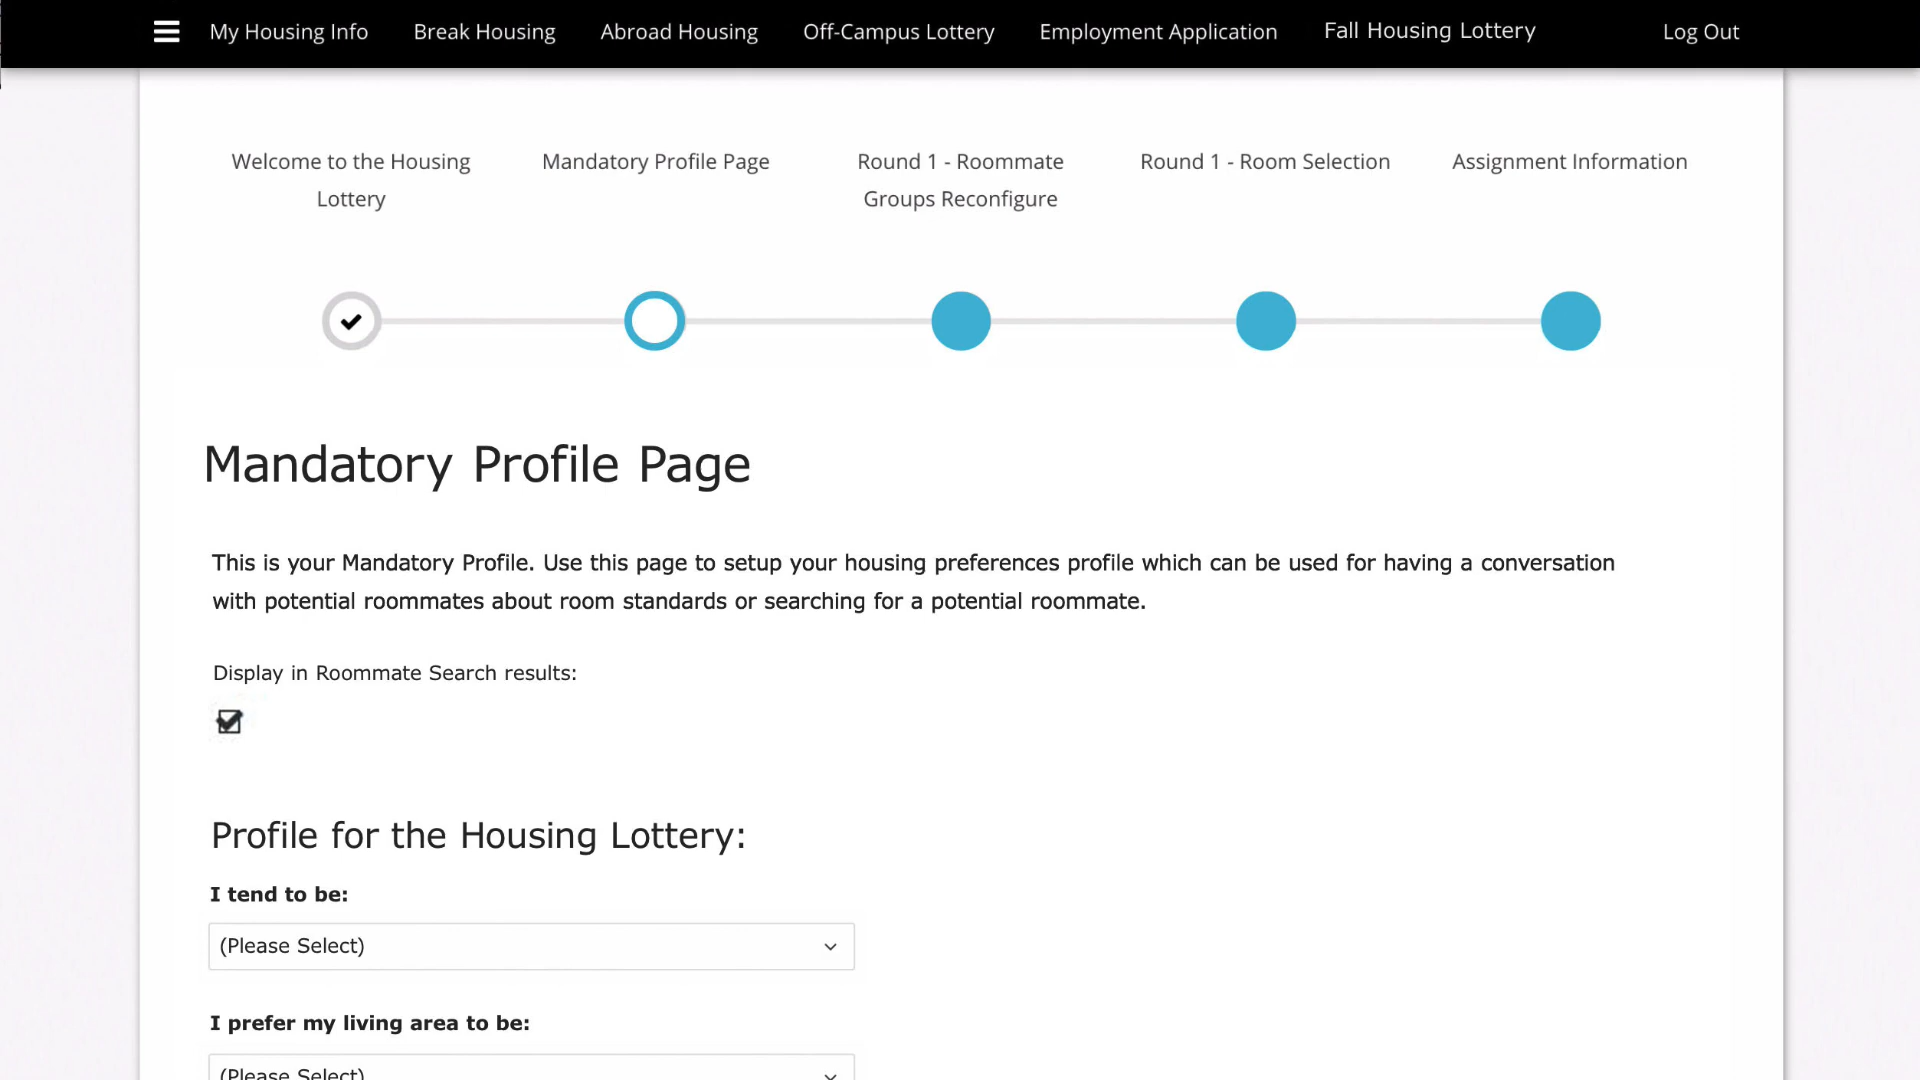 My Housing Info Break Housing Abroad Housing Off-Campus Lottery Employment Application Fall Housing Lottery Log Out
Welcome to the Housing Lottery
Mandatory Profile Page
Round 1 - Roommate Groups Reconfigure
Round 1 - Room Selection
Assignment Information
Mandatory Profile Page
This is your Mandatory Profile. Use this page to setup your housing preferences profile which can be used for having a conversation
with potential roommates about room standards or searching for a potential roommate.
Display in Roommate Search results:
Profile for the Housing Lottery:
I tend to be:
(Please Select)
I prefer my living area to be:
(Please Select)